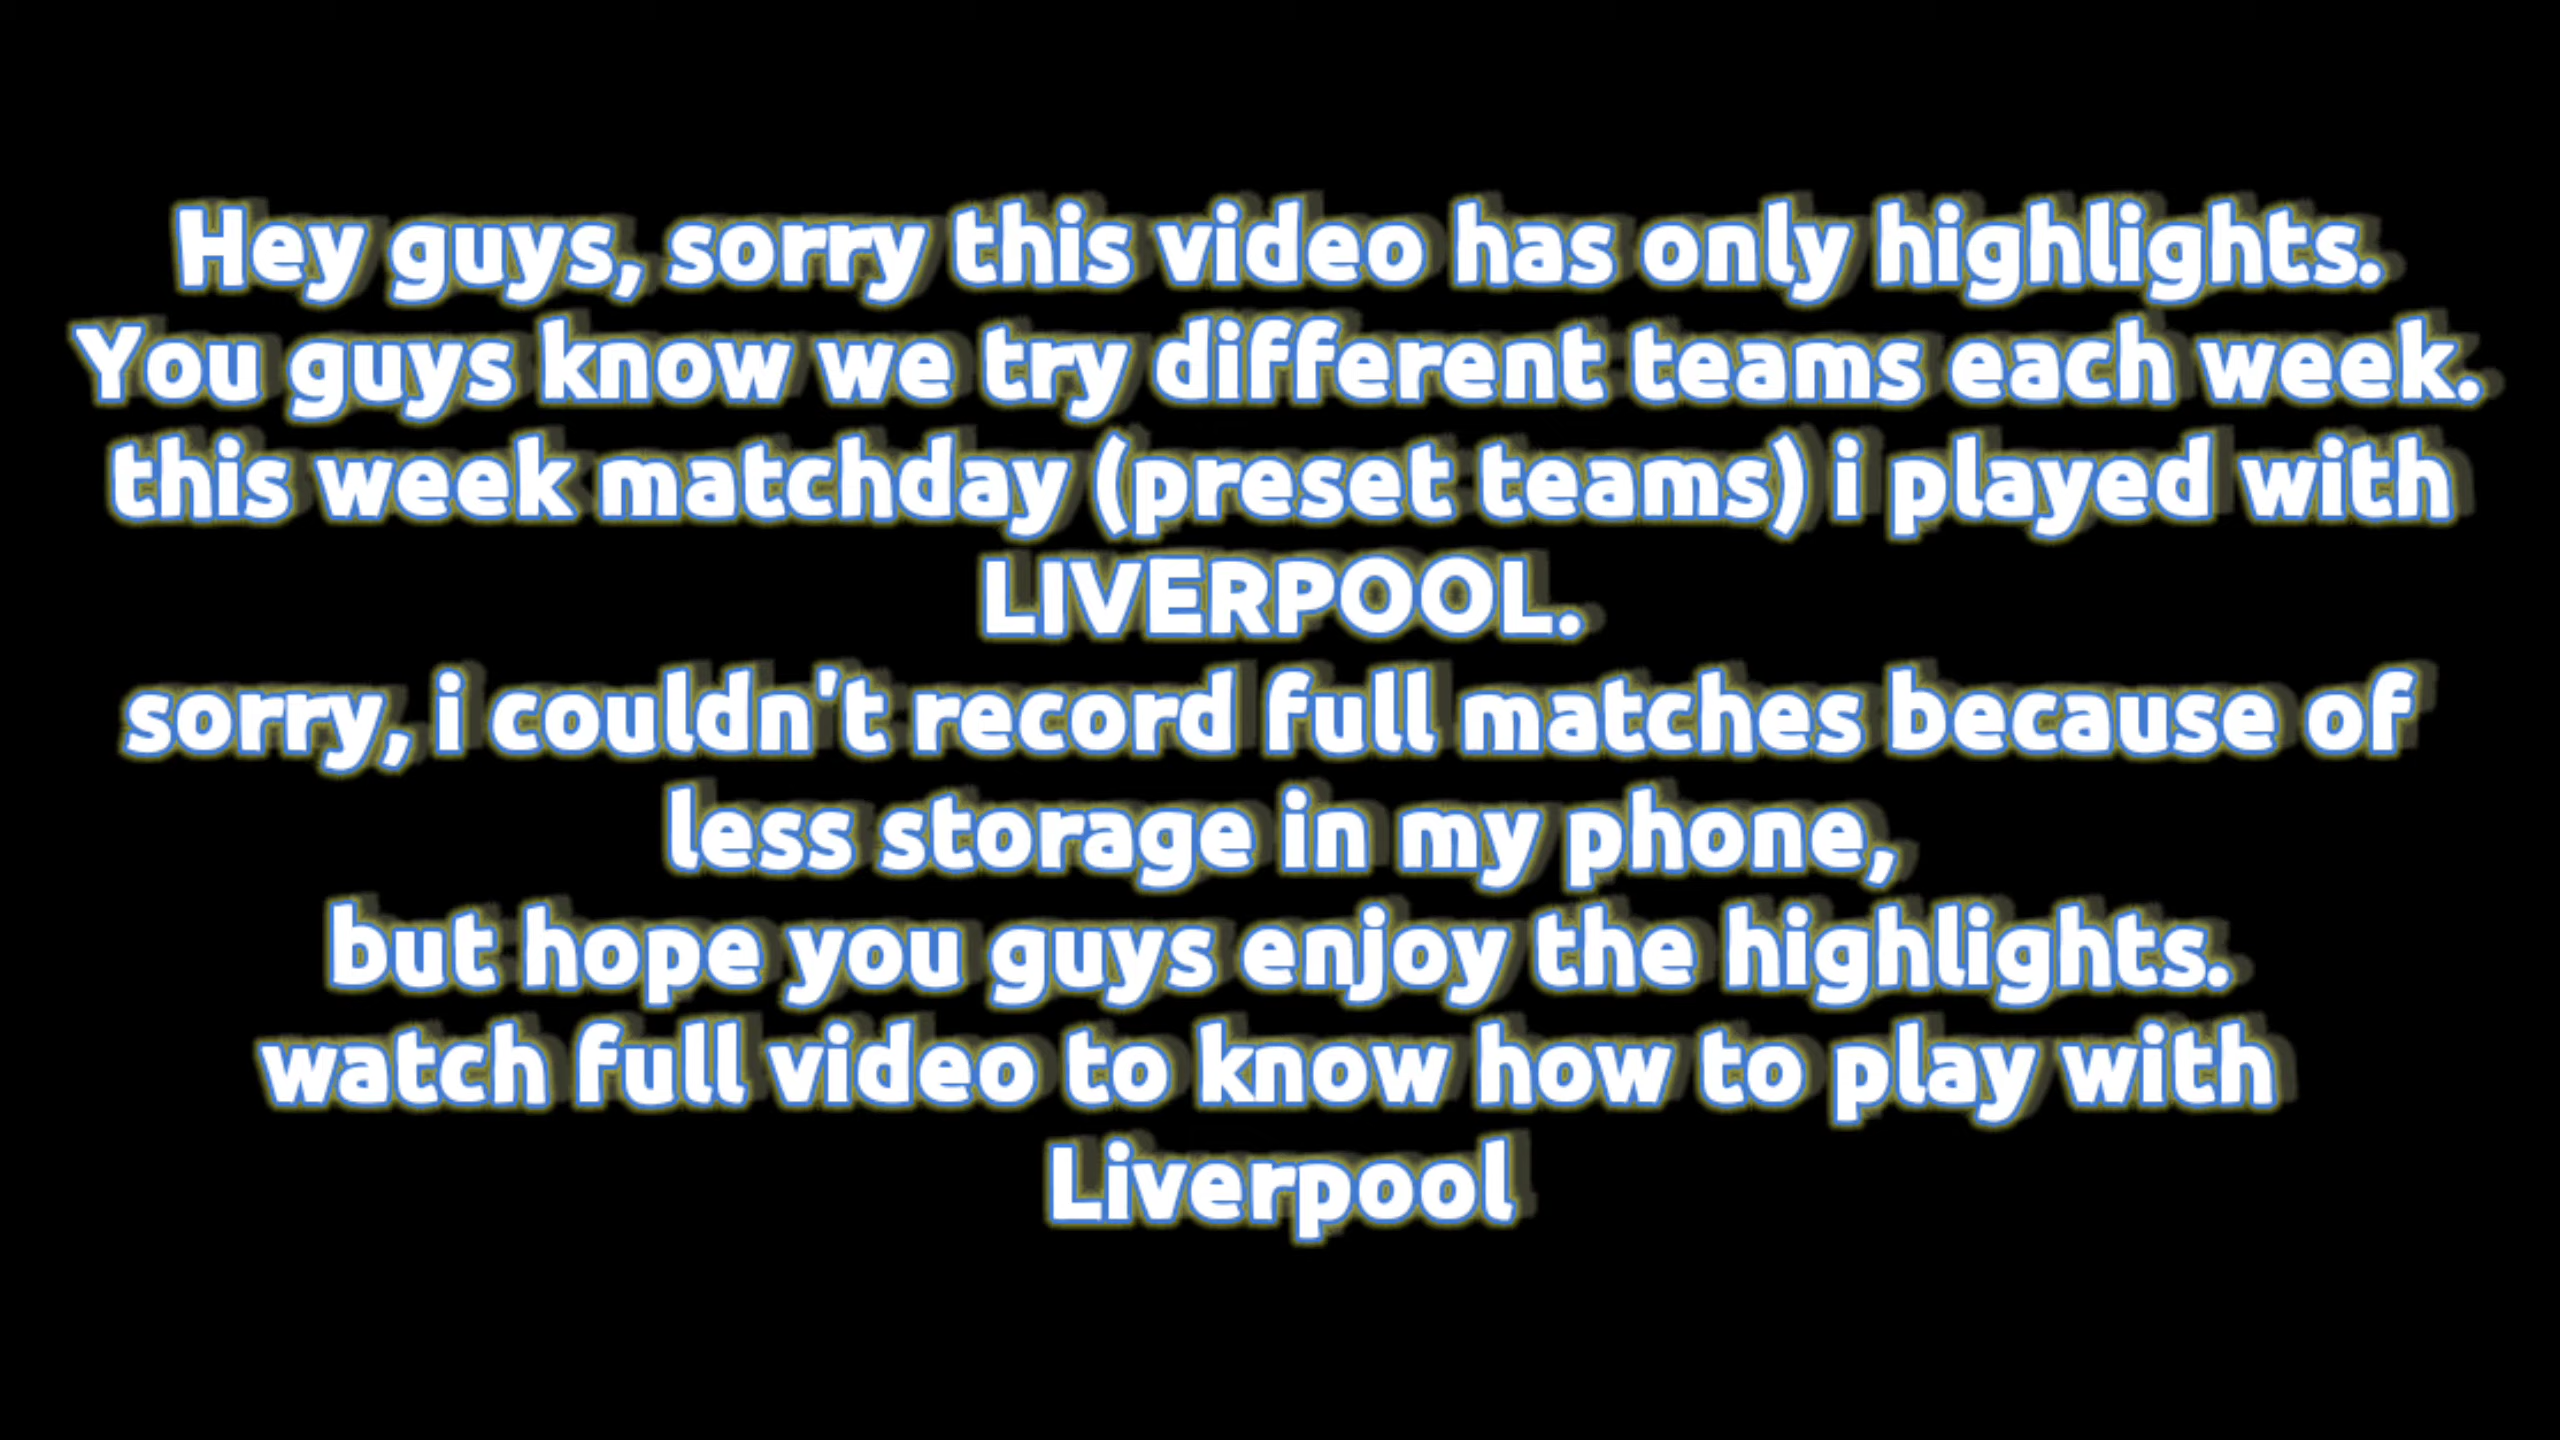 Hey guys, sorry this video has only highlights.
You guys know we try different teams each week.
this week matchday (preset teams) i played with
LIVERPOOL.
sorry, i couldn't record full matches because of
less storage in my phone,
but hope you guys enjoy the highlights.
watch full video to know how to play with
Liverpool